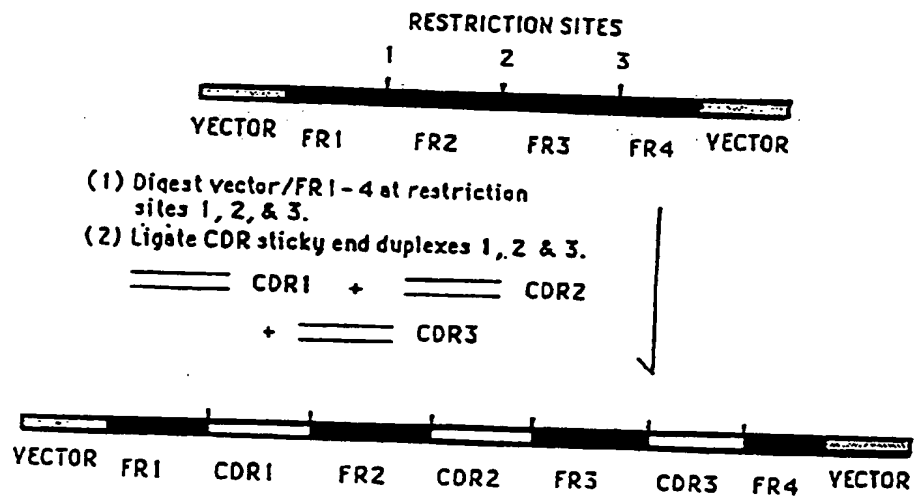 RESTRICTION SITES
1 2 3
VECTOR FR1 FR2 FR3 FR4 VECTOR
(1) Digest vector/FR1-4 at restriction
sites 1, 2, & 3.
(2) Ligate CDR sticky end duplexes 1, 2 & 3.
CDR1 + CDR2
+ CDR3
VECTOR FR1 CDR1 FR2 CDR2 FR3 CDR3 FR4 VECTOR